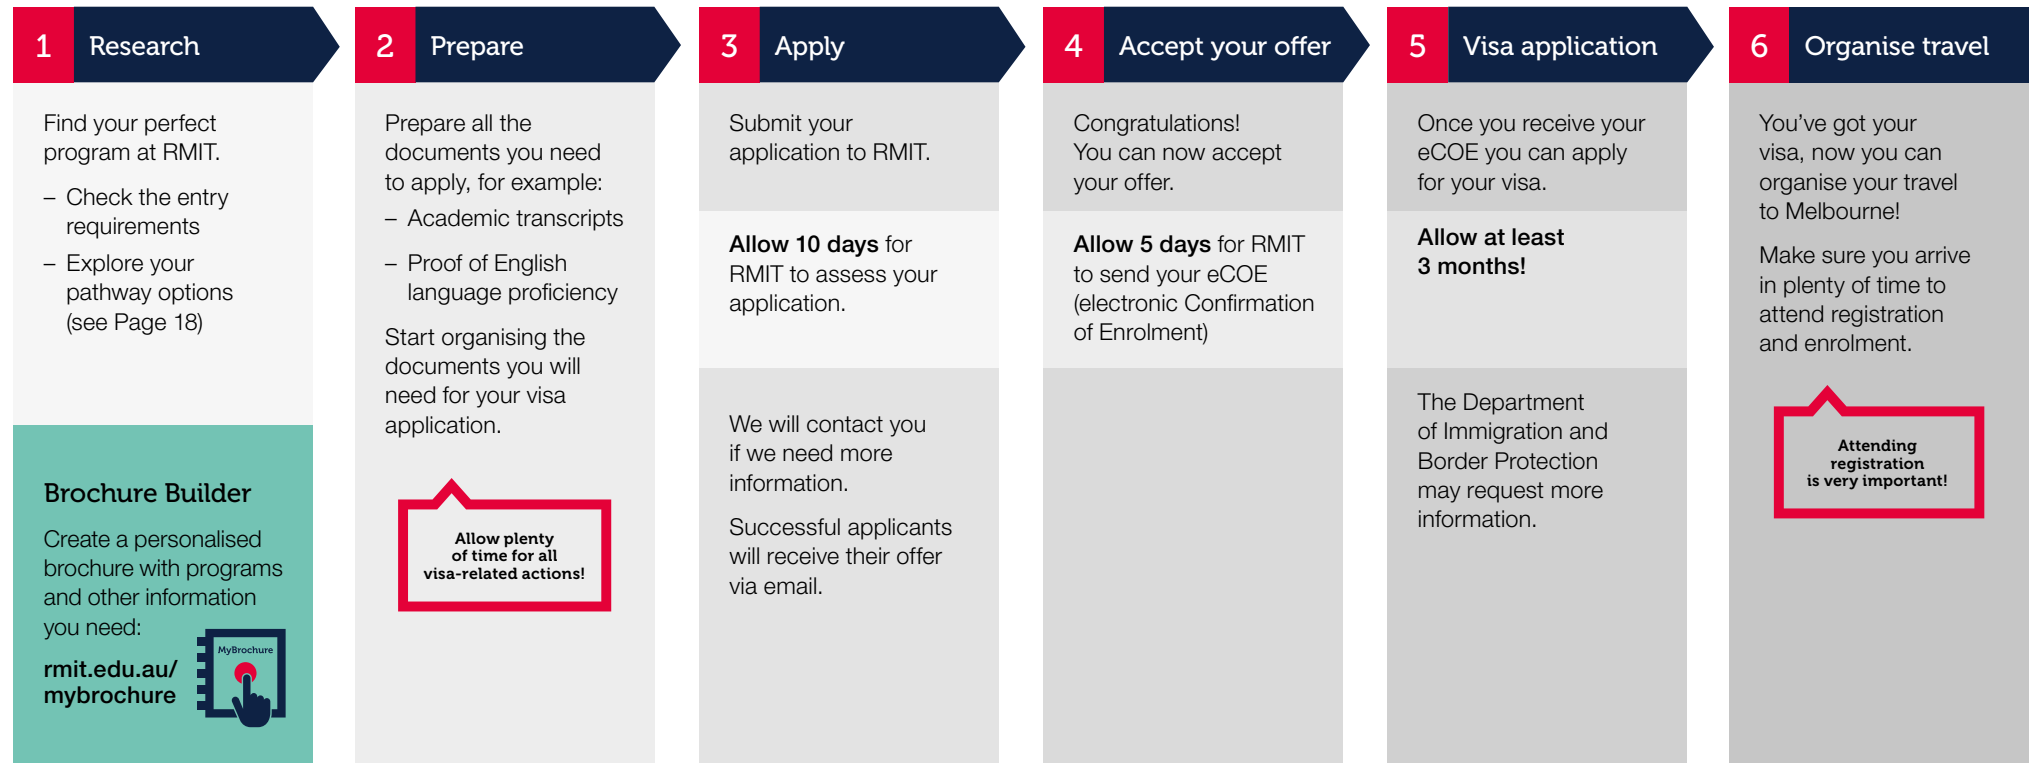 1 Research
Find your perfect
program at RMIT.
– Check the entry
requirements
– Explore your
pathway options
(see Page 18)
Brochure Builder
Create a personalised
brochure with programs
and other information
you need:
rmit.edu.au/
mybrochure
MyBrochure
2 Prepare
Prepare all the
documents you need
to apply, for example:
– Academic transcripts
– Proof of English
language proficiency
Start organising the
documents you will
need for your visa
application.
Allow plenty
of time for all
visa-related actions!
3 Apply
Submit your
application to RMIT.
Allow 10 days for
RMIT to assess your
application.
We will contact you
if we need more
information.
Successful applicants
will receive their offer
via email.
4 Accept your offer
Congratulations!
You can now accept
your offer.
Allow 5 days for RMIT
to send your eCOE
(electronic Confirmation
of Enrolment)
5 Visa application
Once you receive your
eCOE you can apply
for your visa.
Allow at least
3 months!
The Department
of Immigration and
Border Protection
may request more
information.
6 Organise travel
You’ve got your
visa, now you can
organise your travel
to Melbourne!
Make sure you arrive
in plenty of time to
attend registration
and enrolment.
Attending
registration
is very important!